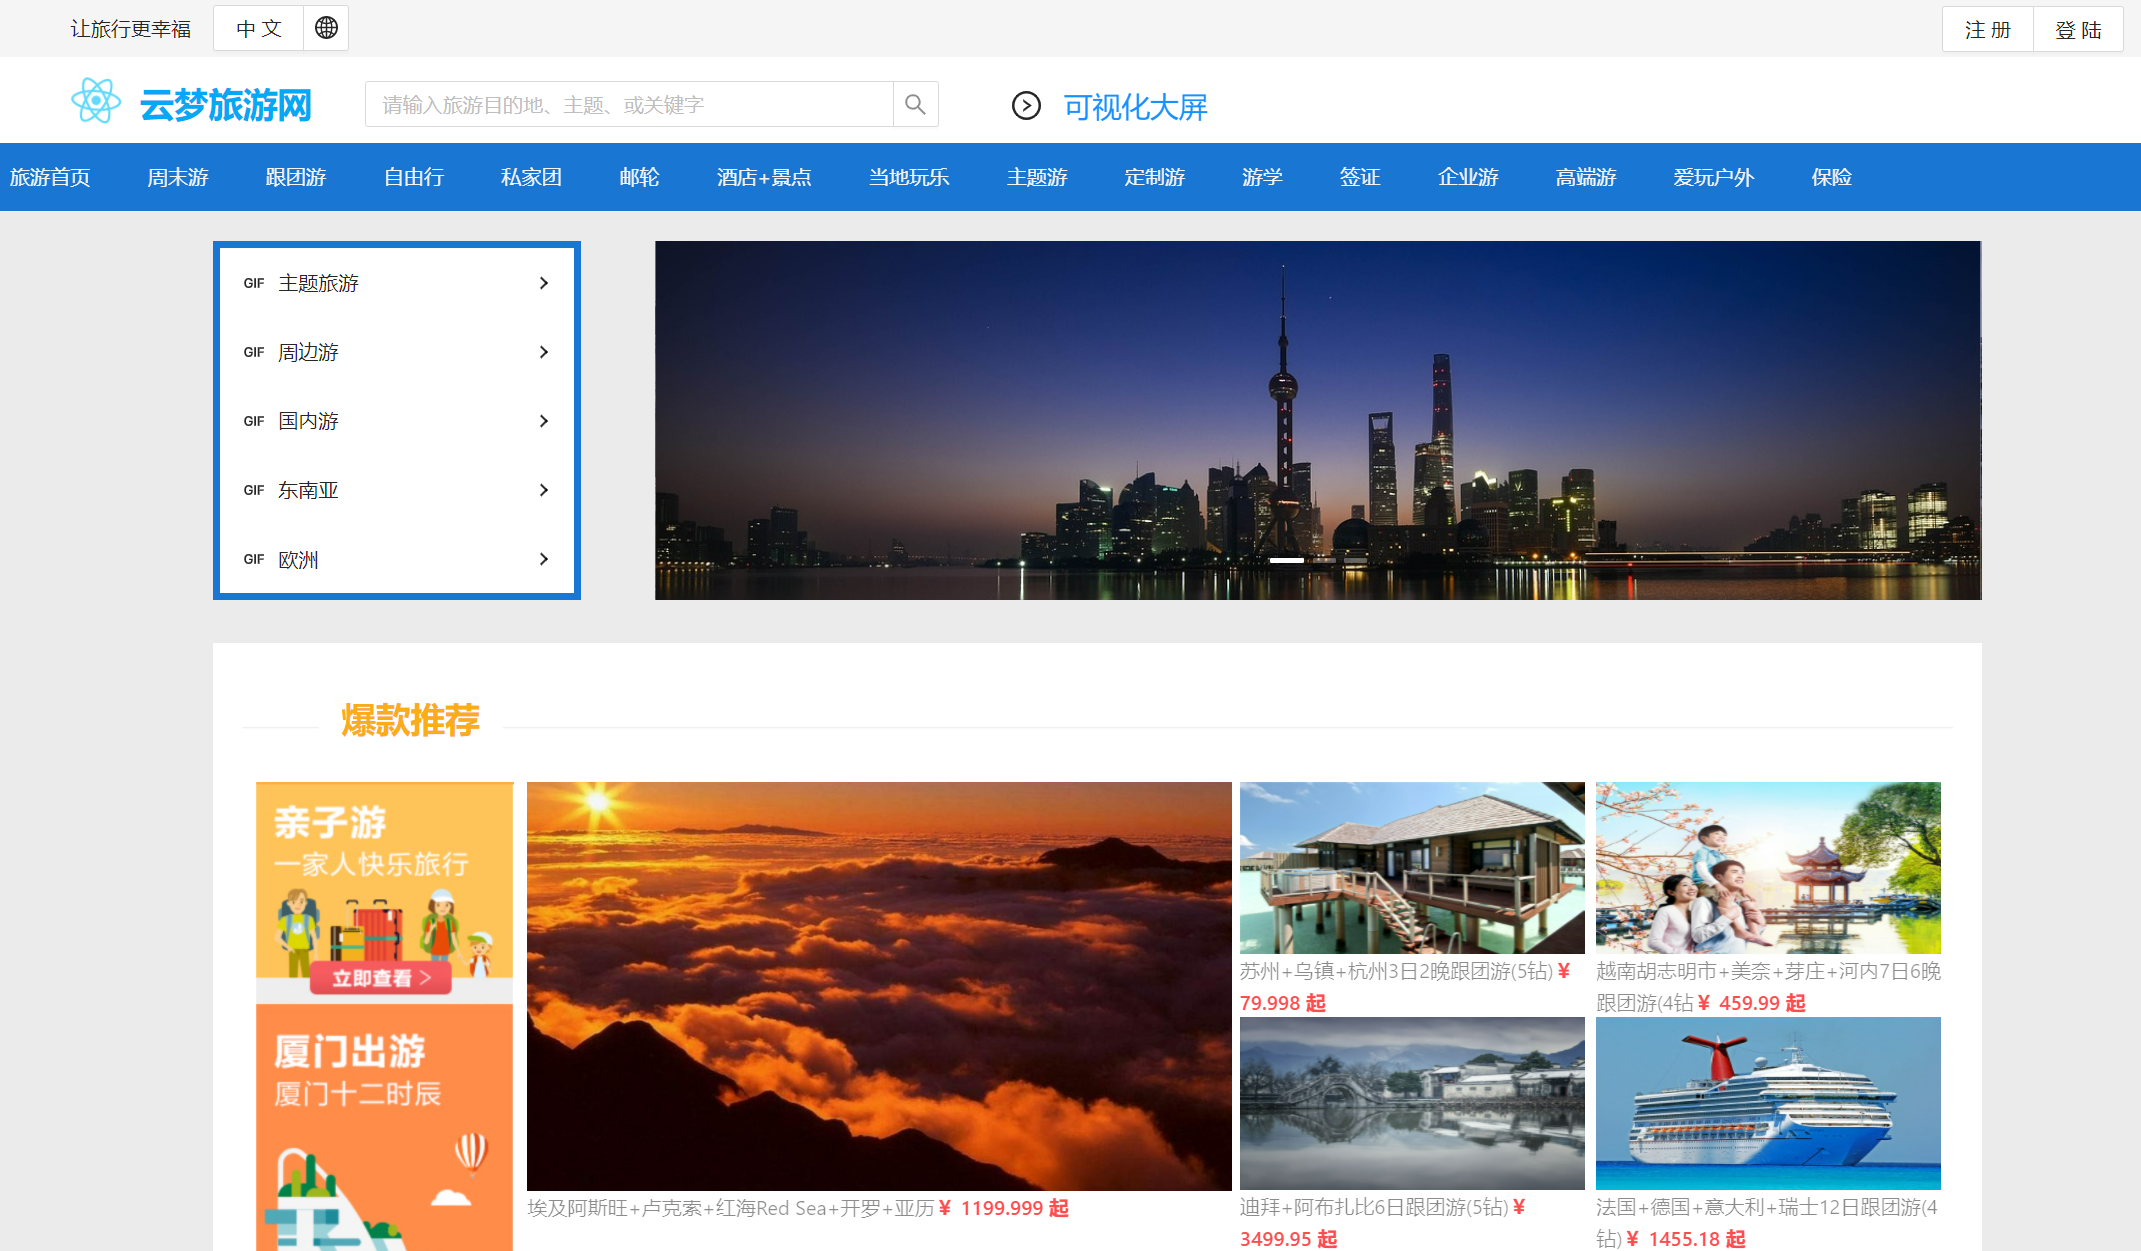 让旅行更幸福 中 文 注 册 登 陆
云梦旅游网 请输入旅游目的地、主题、或关键字 可视化大屏
旅游首页 周末游 跟团游 自由行 私家团 邮轮 酒店+景点 当地玩乐 主题游 定制游 游学 签证 企业游 高端游 爱玩户外 保险
GIF 主题旅游
GIF 周边游
GIF 国内游
GIF 东南亚
GIF 欧洲
爆款推荐
亲子游
一家人快乐旅行
立即查看 >
厦门出游
厦门十二时辰
埃及阿斯旺+卢克索+红海Red Sea+开罗+亚历 ¥ 1199.999 起
苏州+乌镇+杭州3日2晚跟团游(5钻) ¥
79.998 起
越南胡志明市+美奈+芽庄+河内7日6晚
跟团游(4钻 ¥ 459.99 起
迪拜+阿布扎比6日跟团游(5钻) ¥
3499.95 起
法国+德国+意大利+瑞士12日跟团游(4
钻) ¥ 1455.18 起